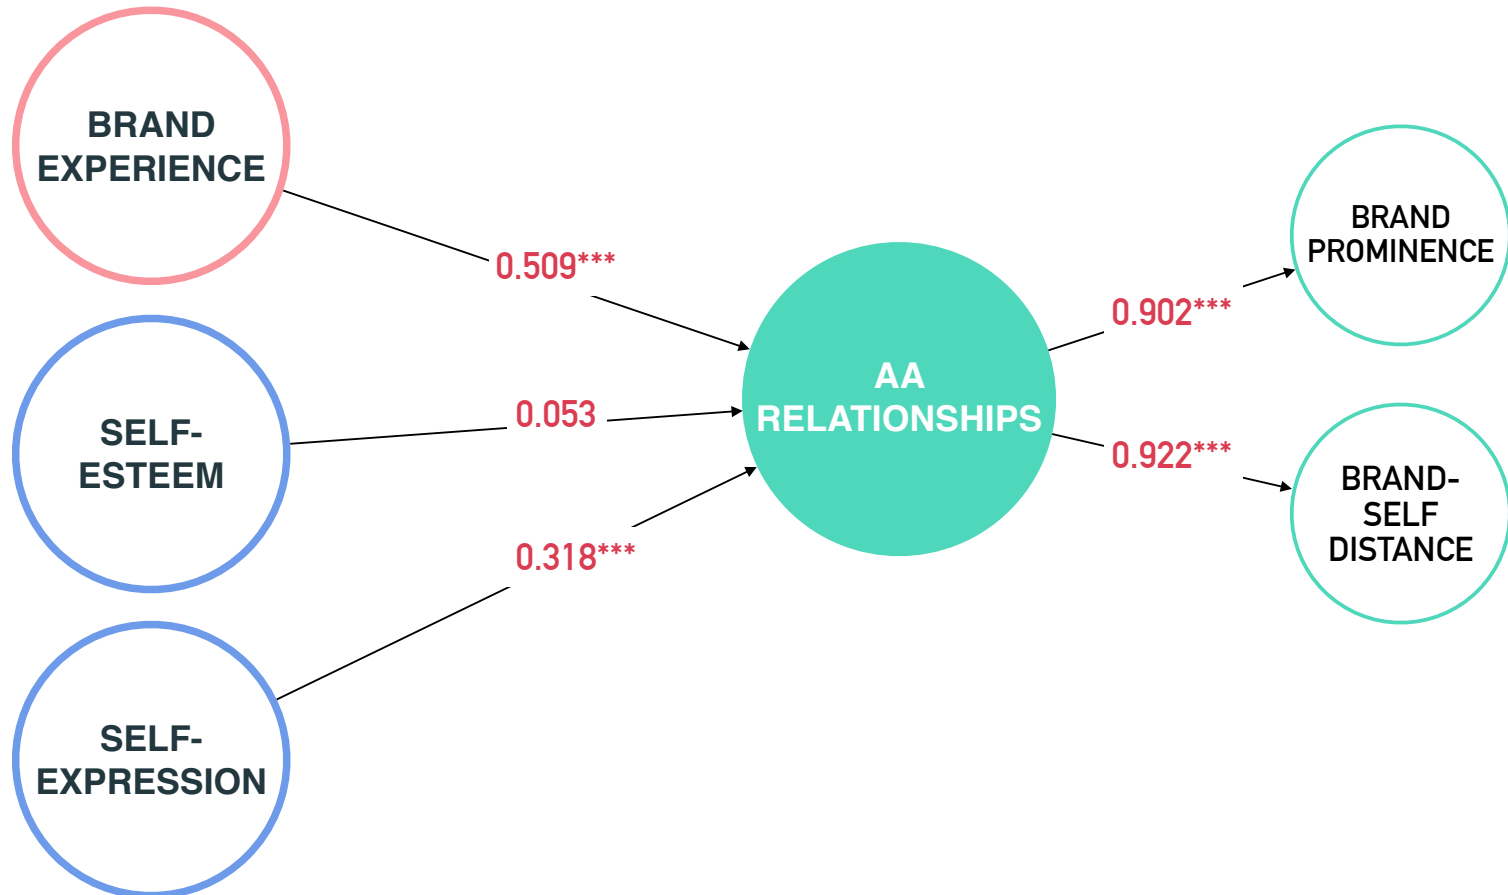 BRAND
EXPERIENCE
0.509***
SELF-
ESTEEM
0.053
SELF-
EXPRESSION
0.318***
AA
RELATIONSHIPS
0.902***
BRAND
PROMINENCE
0.922***
BRAND-
SELF
DISTANCE